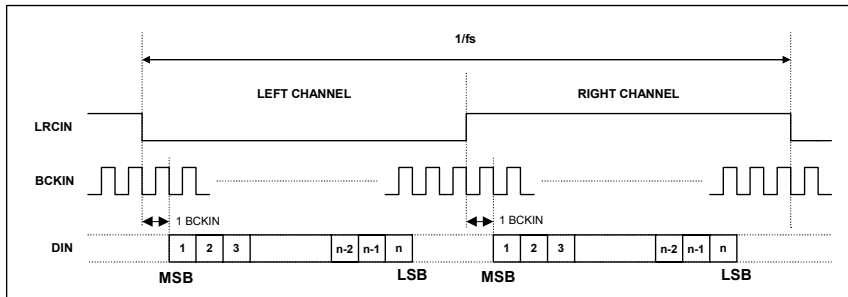 1/fs
LEFT CHANNEL RIGHT CHANNEL
LRCIN
BCKIN
1 BCKIN 1 BCKIN
DIN 1 2 3 n-2 n-1 n 1 2 3 n-2 n-1 n
MSB LSB MSB LSB